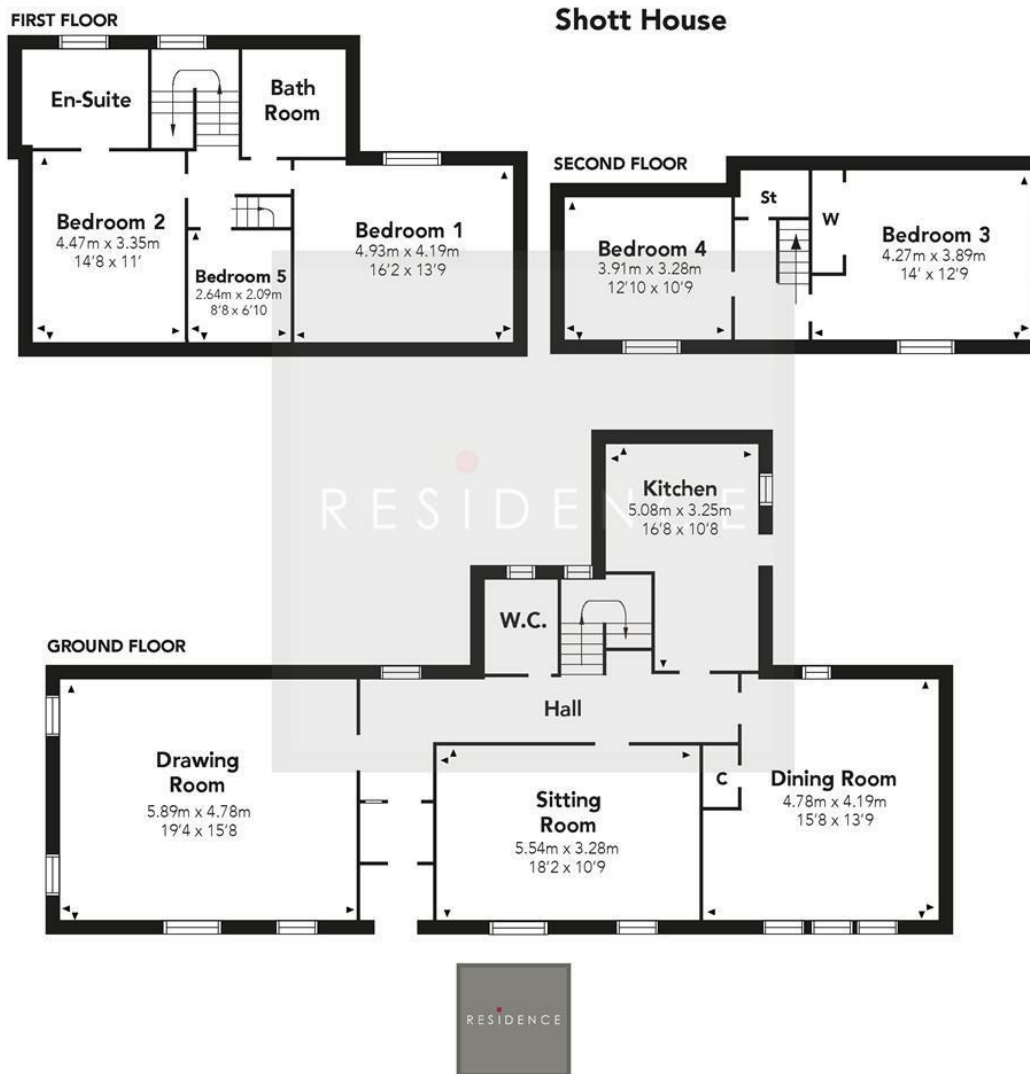 Shott House
FIRST FLOOR
En-Suite
Bath
Room
Bedroom 2
4.47m x 3.35m
14'8 x 11'
Bedroom 5
2.64m x 2.09m
8'8 x 6'10
Bedroom 1
4.93m x 4.19m
16'2 x 13'9
SECOND FLOOR
St
W
Bedroom 4
3.91m x 3.28m
12'10 x 10'9
Bedroom 3
4.27m x 3.89m
14' x 12'9
RESIDENCE
Kitchen
5.08m x 3.25m
16'8 x 10'8
W.C.
GROUND FLOOR
Hall
Drawing
Room
5.89m x 4.78m
19'4 x 15'8
Sitting
Room
5.54m x 3.28m
18'2 x 10'9
C
Dining Room
4.78m x 4.19m
15'8 x 13'9
RESIDENCE